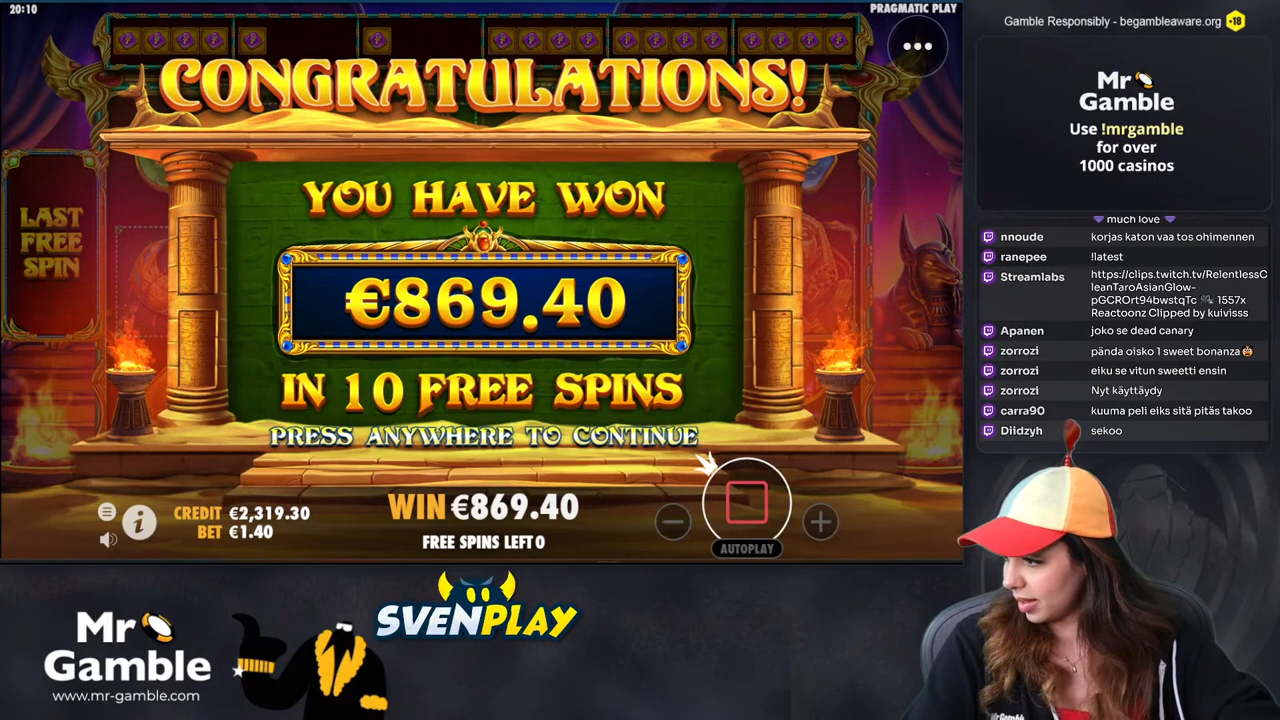 20:10
PRAGMATIC PLAY
CONGRATULATIONS!
YOU HAVE WON
€869.40
IN 10 FREE SPINS
PRESS ANYWHERE TO CONTINUE
LAST
FREE
SPIN
CREDIT €2,319.30
BET €1.40
WIN €869.40
FREE SPINS LEFT 0
AUTOPLAY
Gamble Responsibly - begambleaware.org +18
Mr
Gamble
Use !mrgamble
for over
1000 casinos
much love
nnoude korjas katon vaa tos ohimennen
ranepee !latest
Streamlabs https://clips.twitch.tv/RelentlessC
leanTaroAsianGlow-
pGCROrt94bwstqTc 1557x
Reactoonz Clipped by kuivisss
Apanen joko se dead canary
zorrozi pända oisko 1 sweet bonanza
zorrozi eiku se vitun sweetti ensin
zorrozi Nyt käyttäydy
carra90 kuuma peli eiks sitä pitäs takoo
Diidzyh sekoo
Mr
Gamble
www.mr-gamble.com
SVENPLAY